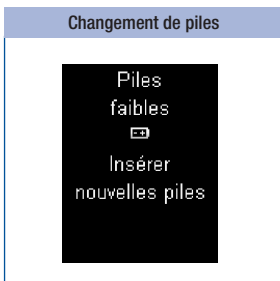 Changement de piles
Piles
faibles
Insérer
nouvelles piles